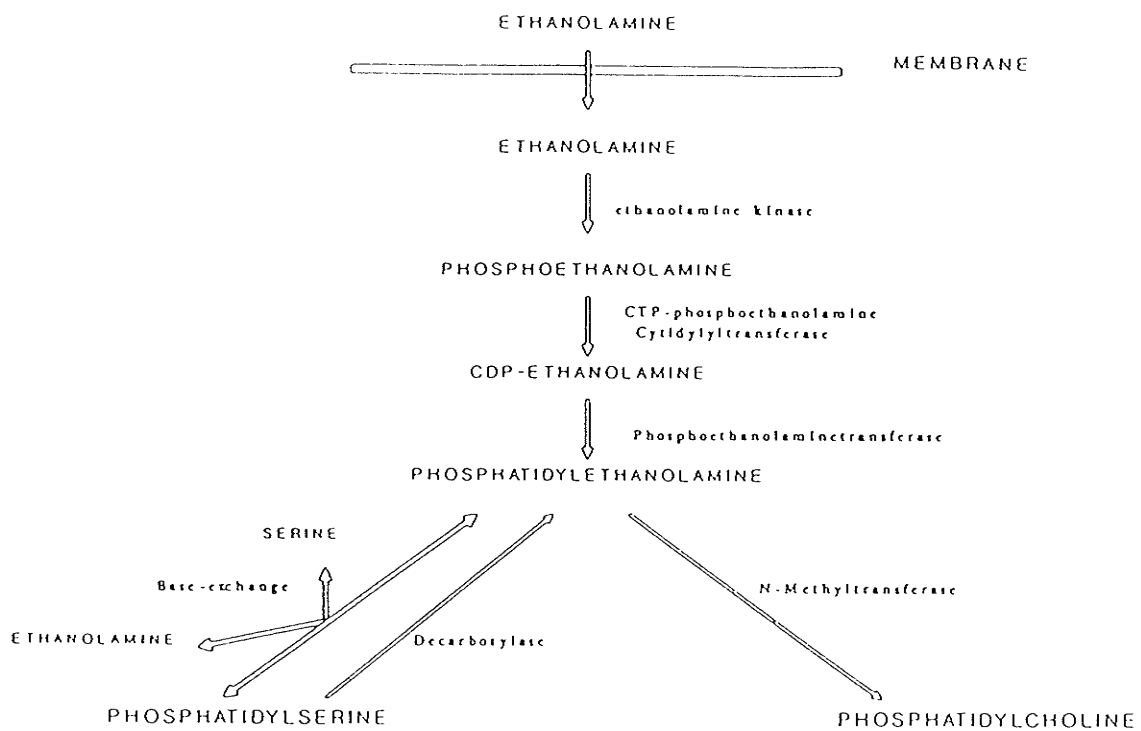 ETHANOLAMINE
MEMBRANE
ETHANOLAMINE
ethanolamine kinase
PHOSPHOETHANOLAMINE
CTP-phosphoethanolamine
Cytidylyltransferase
CDP-ETHANOLAMINE
Phosphoethanolaminetransferase
PHOSPHATIDYLETHANOLAMINE
SERINE
Base-exchange
N-Methyltransferase
ETHANOLAMINE
Decarboxylase
PHOSPHATIDYLSERINE
PHOSPHATIDYLCHOLINE